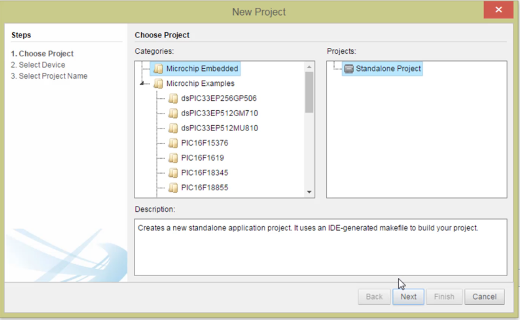 New Project
Steps
1. Choose Project
2. Select Device
3. Select Project Name
Choose Project
Categories:
Microchip Embedded
Microchip Examples
dsPIC33EP256GP506
dsPIC33EP512GM710
dsPIC33EP512MU810
PIC16F15376
PIC16F1619
PIC16F18345
PIC16F18855
Projects:
Standalone Project
Description:
Creates a new standalone application project. It uses an IDE-generated makefile to build your project.
Back
Next
Finish
Cancel